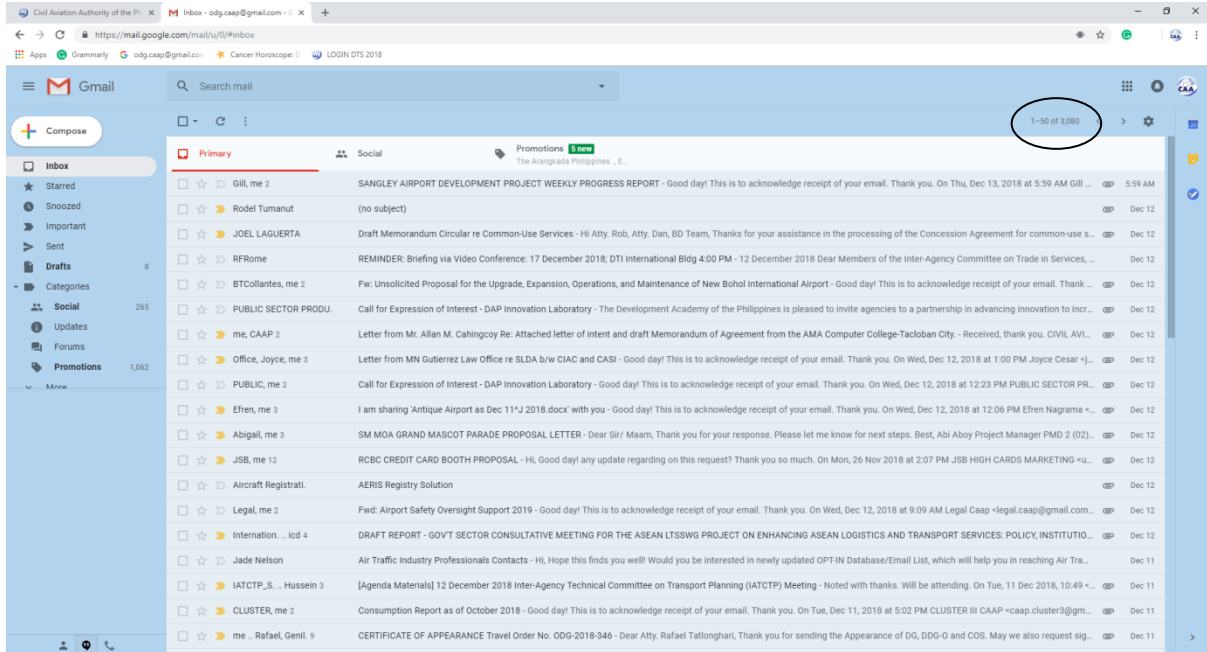 Civil Aviation Authority of the Ph
Inbox - odg.caap@gmail.com - G
https://mail.google.com/mail/u/0/#inbox
Apps Grammarly odg.caap@gmail.com Cancer Horoscope: D LOGIN DTS 2018
Gmail Search mail CAA
Compose 1–50 of 3,080
Primary Social Promotions 5 new
The Arangkada Philippines ., E...
Inbox
Starred
Snoozed
Important
Sent
Drafts 8
Categories
Social 265
Updates
Forums
Promotions 1,062
More
Gill, me 2 SANGLEY AIRPORT DEVELOPMENT PROJECT WEEKLY PROGRESS REPORT - Good day! This is to acknowledge receipt of your email. Thank you. On Thu, Dec 13, 2018 at 5:59 AM Gill ... 5:59 AM
Rodel Tumanut (no subject) Dec 12
JOEL LAGUERTA Draft Memorandum Circular re Common-Use Services - Hi Atty. Rob, Atty. Dan, BD Team, Thanks for your assistance in the processing of the Concession Agreement for common-use s... Dec 12
RFRome REMINDER: Briefing via Video Conference: 17 December 2018; DTI International Bldg 4:00 PM - 12 December 2018 Dear Members of the Inter-Agency Committee on Trade in Services, ... Dec 12
BTCollantes, me 2 Fw: Unsolicited Proposal for the Upgrade, Expansion, Operations, and Maintenance of New Bohol International Airport - Good day! This is to acknowledge receipt of your email. Thank ... Dec 12
PUBLIC SECTOR PRODU. Call for Expression of Interest - DAP Innovation Laboratory - The Development Academy of the Philippines is pleased to invite agencies to a partnership in advancing innovation to incr... Dec 12
me, CAAP 2 Letter from Mr. Allan M. Cahingcoy Re: Attached letter of intent and draft Memorandum of Agreement from the AMA Computer College-Tacloban City. - Received, thank you. CIVIL AVI... Dec 12
Office, Joyce, me 3 Letter from MN Gutierrez Law Office re SLDA b/w CIAC and CASI - Good day! This is to acknowledge receipt of your email. Thank you. On Wed, Dec 12, 2018 at 1:00 PM Joyce Cesar <j... Dec 12
PUBLIC, me 2 Call for Expression of Interest - DAP Innovation Laboratory - Good day! This is to acknowledge receipt of your email. Thank you. On Wed, Dec 12, 2018 at 12:23 PM PUBLIC SECTOR PR... Dec 12
Efren, me 3 I am sharing 'Antique Airport as Dec 11^J 2018.docx' with you - Good day! This is to acknowledge receipt of your email. Thank you. On Wed, Dec 12, 2018 at 12:06 PM Efren Nagrama <... Dec 12
Abigail, me 3 SM MOA GRAND MASCOT PARADE PROPOSAL LETTER - Dear Sir/ Maam, Thank you for your response. Please let me know for next steps. Best, Abi Aboy Project Manager PMD 2 (02)... Dec 12
JSB, me 12 RCBC CREDIT CARD BOOTH PROPOSAL - Hi, Good day! any update regarding on this request? Thank you so much. On Mon, 26 Nov 2018 at 2:07 PM JSB HIGH CARDS MARKETING <u... Dec 12
Aircraft Registrati. AERIS Registry Solution Dec 12
Legal, me 2 Fwd: Airport Safety Oversight Support 2019 - Good day! This is to acknowledge receipt of your email. Thank you. On Wed, Dec 12, 2018 at 9:09 AM Legal Caap <legal.caap@gmail.com... Dec 12
Internation. .. icd 4 DRAFT REPORT - GOV'T SECTOR CONSULTATIVE MEETING FOR THE ASEAN LTSSWG PROJECT ON ENHANCING ASEAN LOGISTICS AND TRANSPORT SERVICES: POLICY, INSTITUTIO... Dec 12
Jade Nelson Air Traffic Industry Professionals Contacts - Hi, Hope this finds you well! Would you be interested in newly updated OPT-IN Database/Email List, which will help you in reaching Air Tra... Dec 11
IATCTP_S. .. Hussein 3 [Agenda Materials] 12 December 2018 Inter-Agency Technical Committee on Transport Planning (IATCTP) Meeting - Noted with thanks. Will be attending. On Tue, 11 Dec 2018, 10:49 <... Dec 11
CLUSTER, me 2 Consumption Report as of October 2018 - Good day! This is to acknowledge receipt of your email. Thank you. On Tue, Dec 11, 2018 at 5:02 PM CLUSTER III CAAP <caap.cluster3@gm... Dec 11
me .. Rafael, Genil. 9 CERTIFICATE OF APPEARANCE Travel Order No. ODG-2018-346 - Dear Atty. Rafael Tatlonghari, Thank you for sending the Appearance of DG, DDG-O and COS. May we also request sig... Dec 11